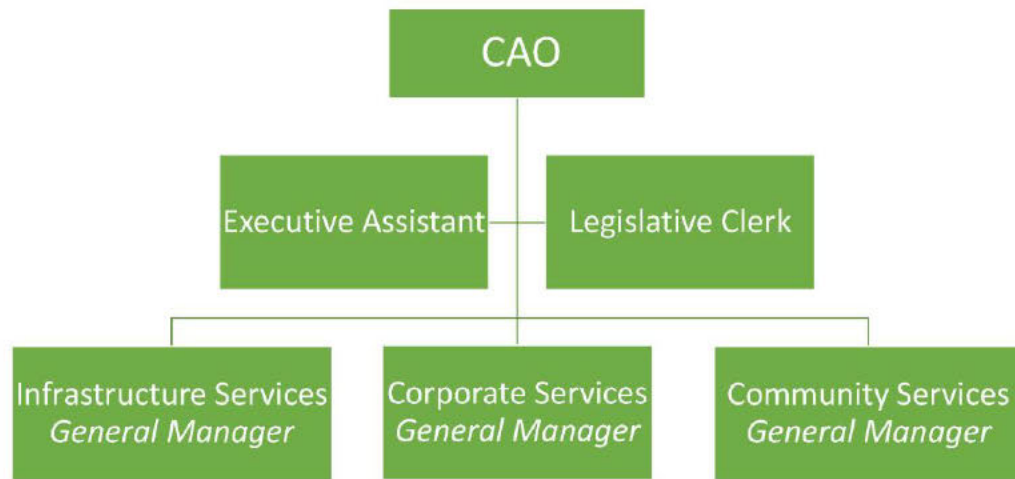 CAO
Executive Assistant
Legislative Clerk
Infrastructure Services
General Manager
Corporate Services
General Manager
Community Services
General Manager